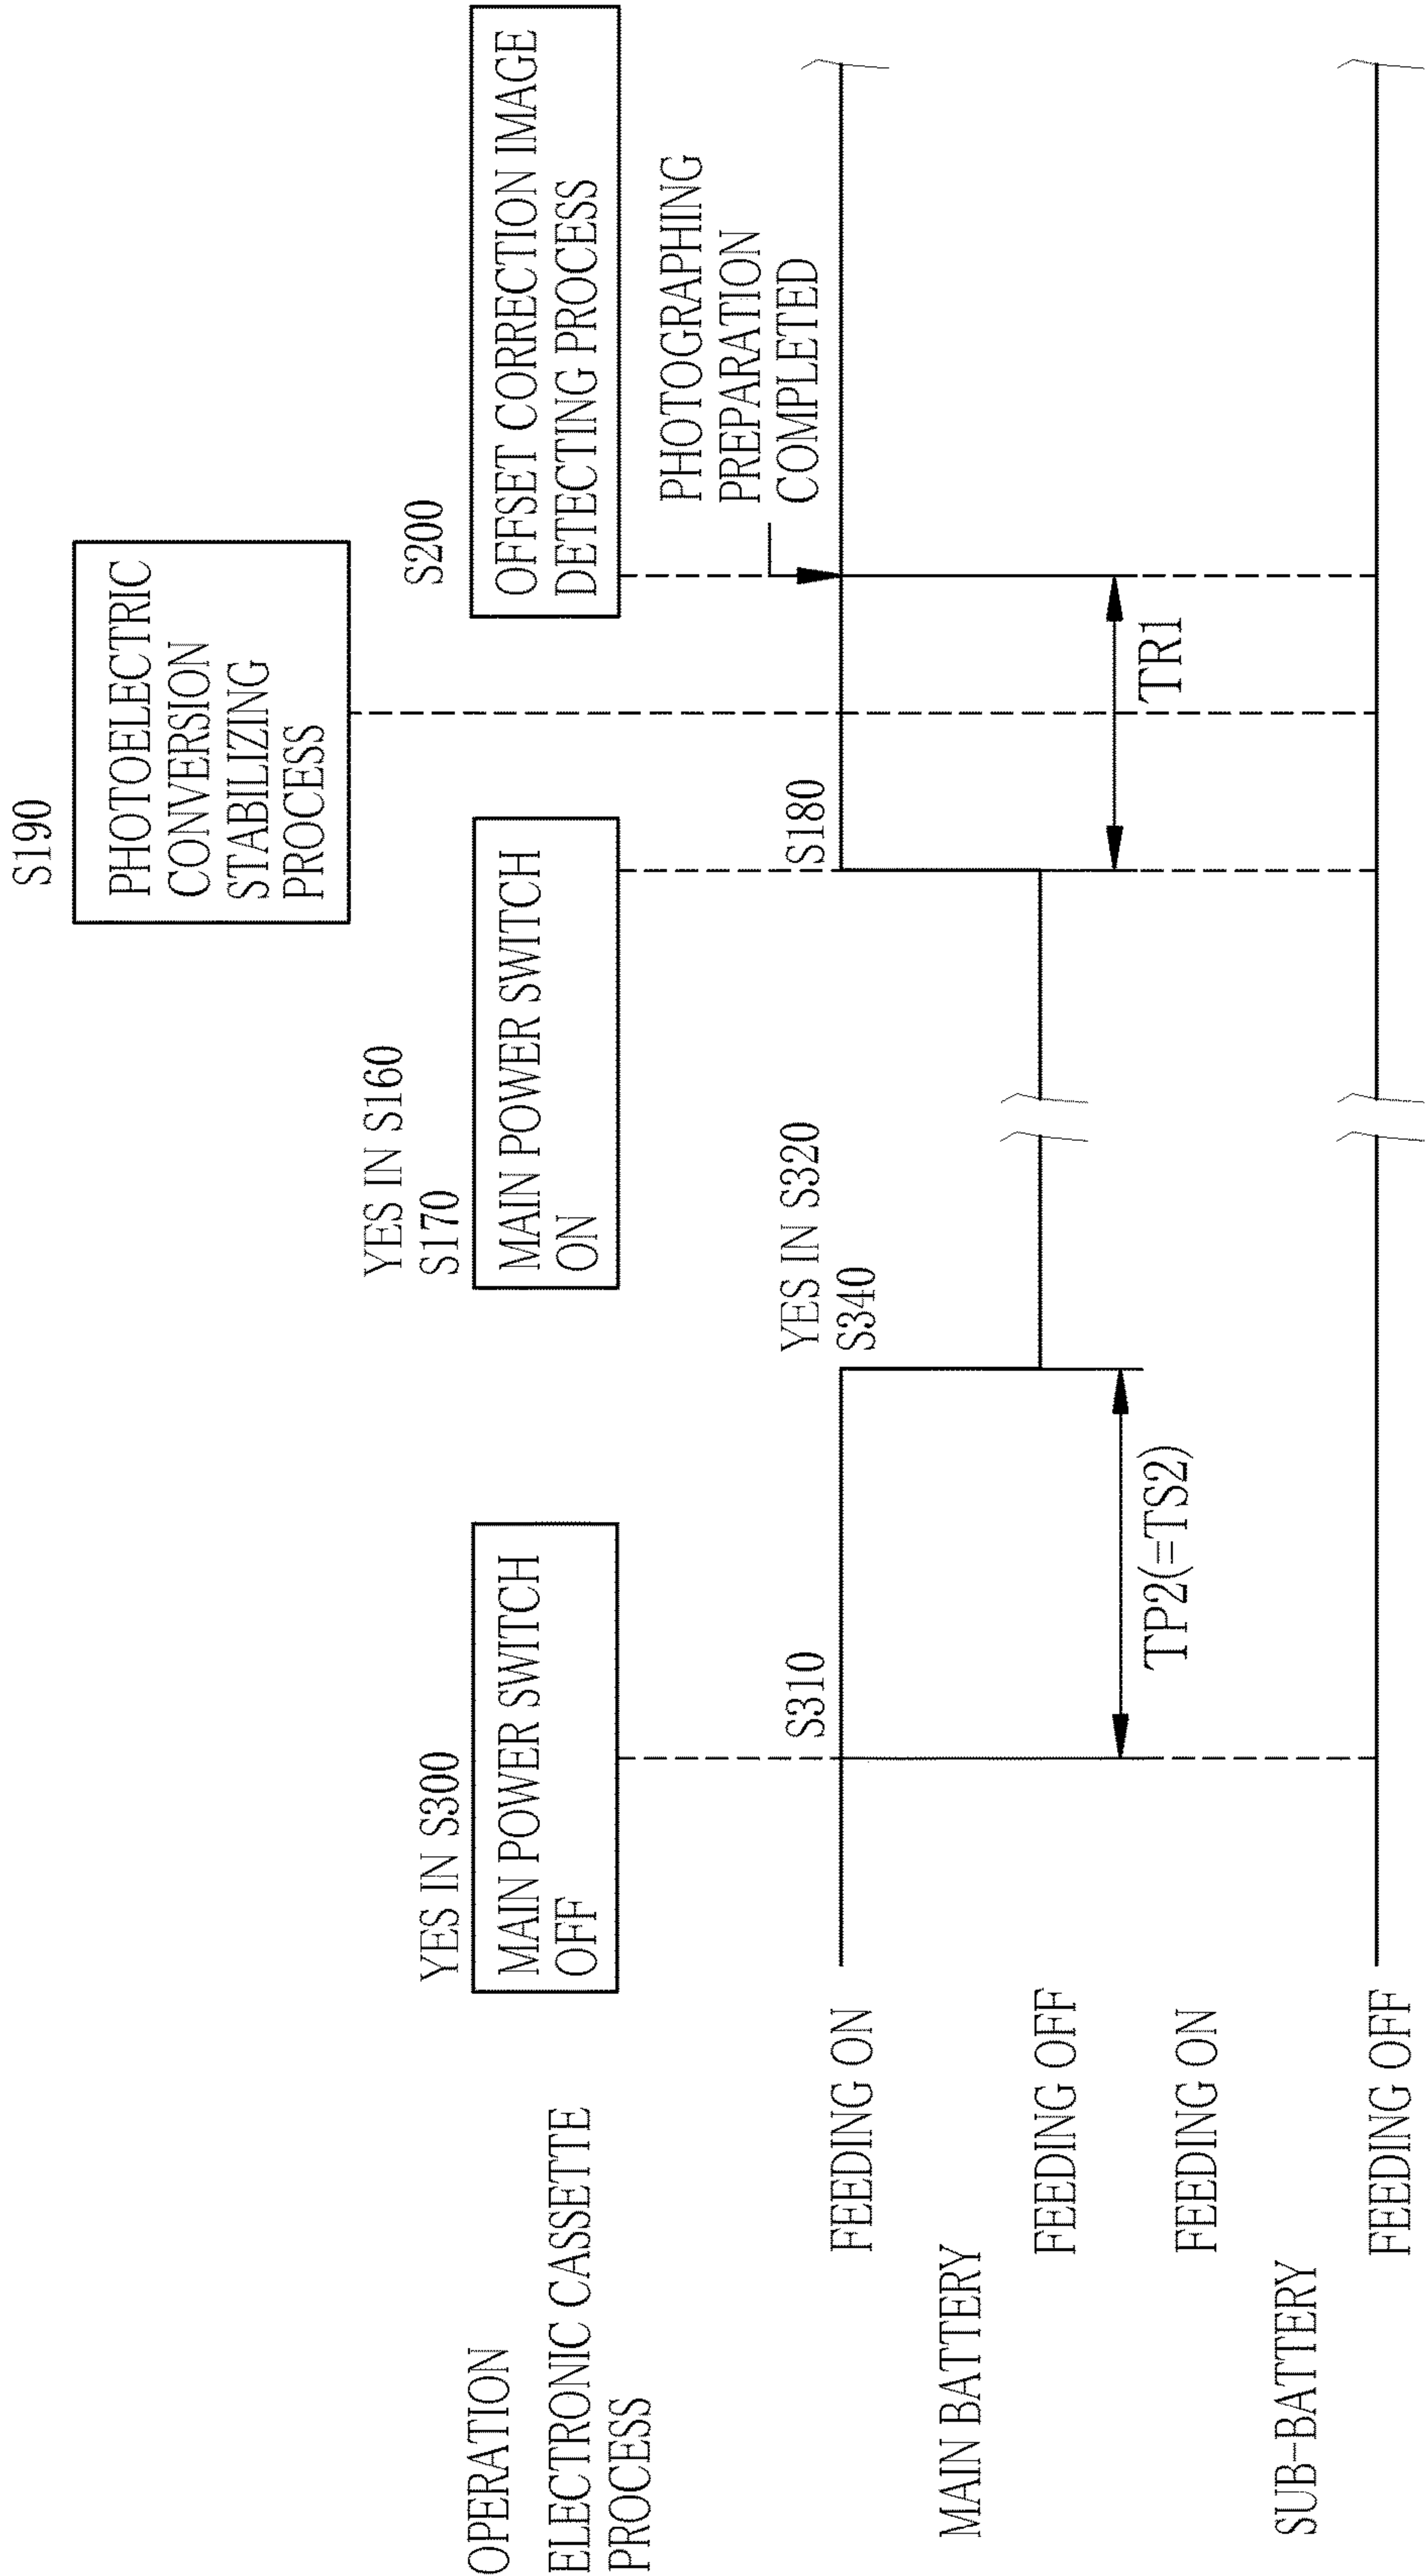 S190
PHOTOELECTRIC
CONVERSION
STABILIZING
PROCESS
YES IN S300
YES IN S160
S170
S200
OPERATION
ELECTRONIC CASSETTE
PROCESS
MAIN POWER SWITCH
OFF
MAIN POWER SWITCH
ON
OFFSET CORRECTION IMAGE
DETECTING PROCESS
PHOTOGRAPHING
PREPARATION
COMPLETED
S310
YES IN S320
S340
S180
MAIN BATTERY
FEEDING ON
FEEDING OFF
TP2(=TS2)
TR1
SUB-BATTERY
FEEDING ON
FEEDING OFF